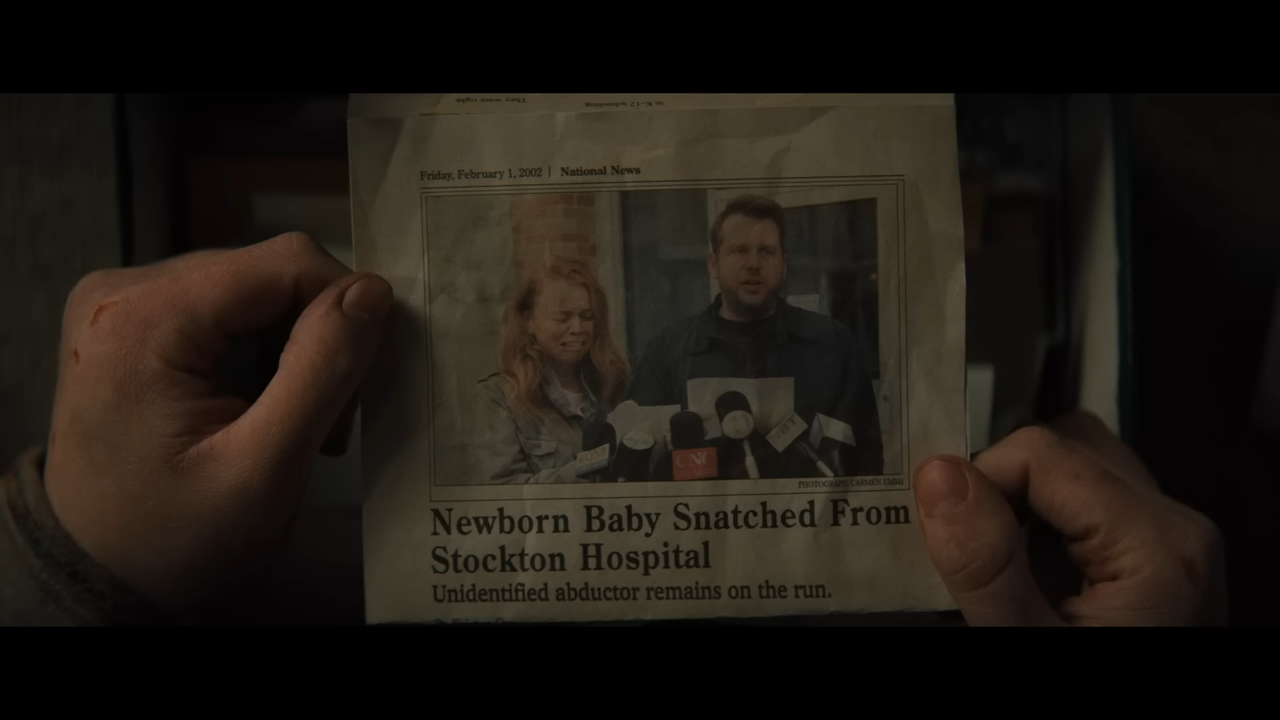 Friday, February 1, 2002 | National News
CNC
PHOTOGRAPH: CARMEN EMMI
Newborn Baby Snatched From
Stockton Hospital
Unidentified abductor remains on the run.